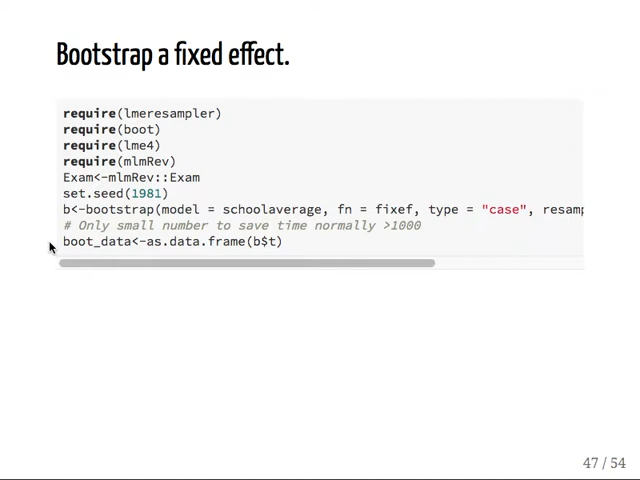 Bootstrap a fixed effect.
require(lmeresampler)
require(boot)
require(lme4)
require(mlmRev)
Exam<-mlmRev::Exam
set.seed(1981)
b<-bootstrap(model = schoolaverage, fn = fixef, type = "case", resamp
# Only small number to save time normally >1000
boot_data<-as.data.frame(b$t)
47 / 54